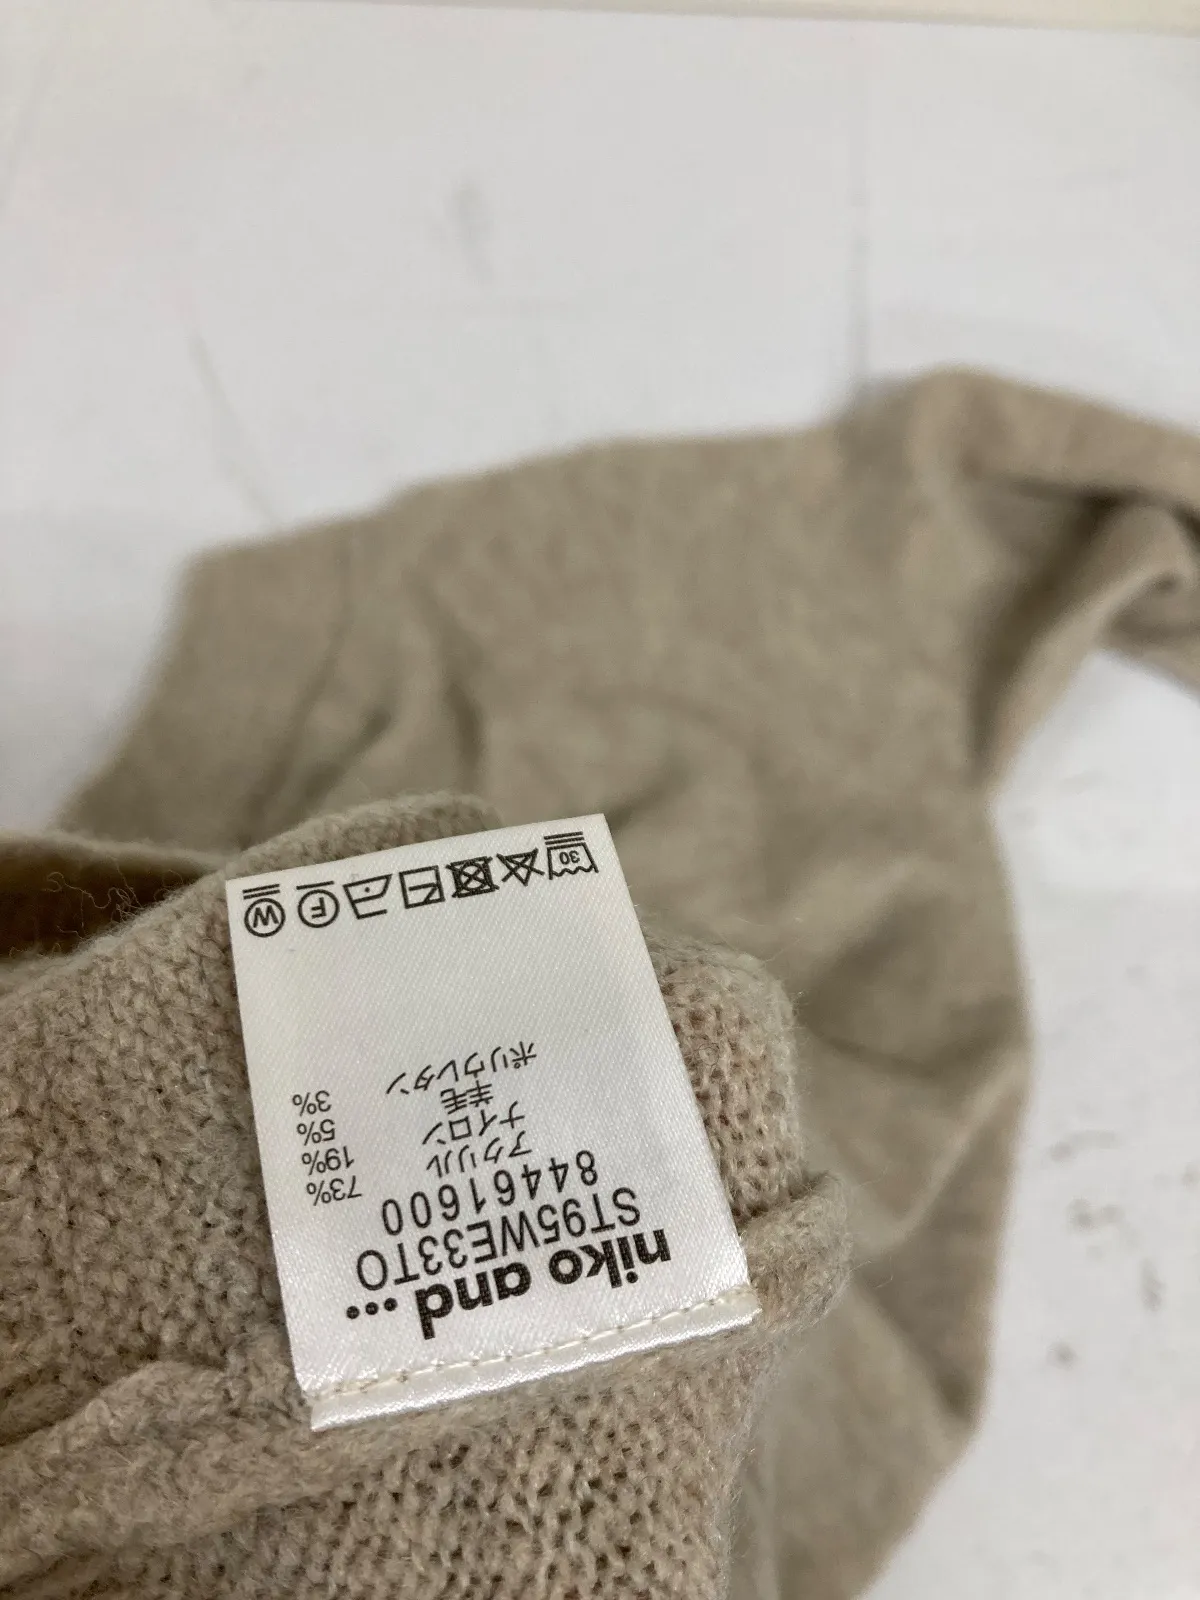 niko and ...
ST95WE33TO
84461600
アクリル 73%
ナイロン 19%
羊毛 5%
ポリウレタン 3%
30
F
W